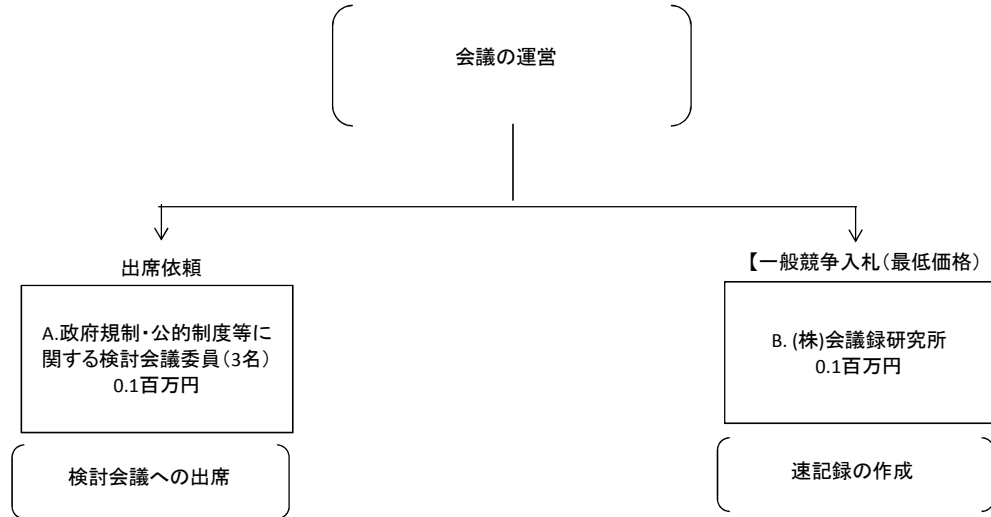 会議の運営
出席依頼
【一般競争入札（最低価格）
A.政府規制・公的制度等に
関する検討会議委員（3名）
0.1百万円
B. (株)会議録研究所
0.1百万円
検討会議への出席
速記録の作成